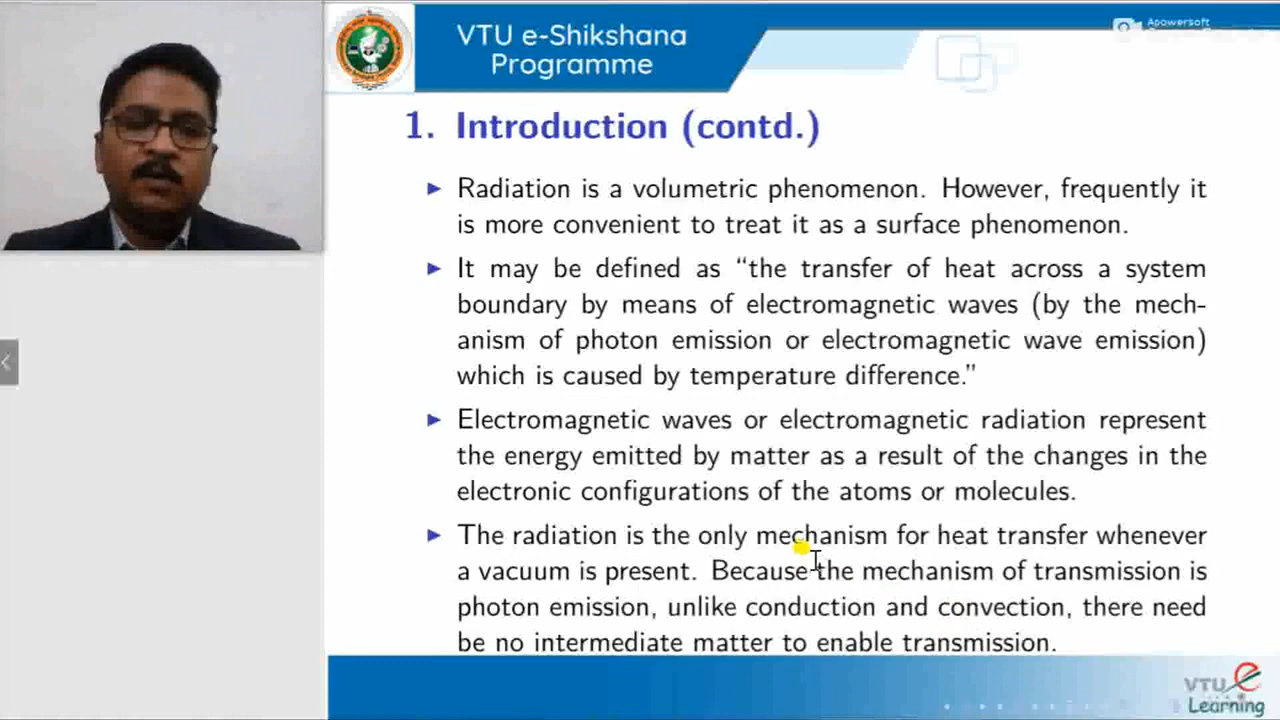 VTU e-Shikshana
Programme
Apowersoft
1. Introduction (contd.)
Radiation is a volumetric phenomenon. However, frequently it
is more convenient to treat it as a surface phenomenon.
It may be defined as “the transfer of heat across a system
boundary by means of electromagnetic waves (by the mech-
anism of photon emission or electromagnetic wave emission)
which is caused by temperature difference.”
Electromagnetic waves or electromagnetic radiation represent
the energy emitted by matter as a result of the changes in the
electronic configurations of the atoms or molecules.
The radiation is the only mechanism for heat transfer whenever
a vacuum is present. Because the mechanism of transmission is
photon emission, unlike conduction and convection, there need
be no intermediate matter to enable transmission.
VTU e
Learning